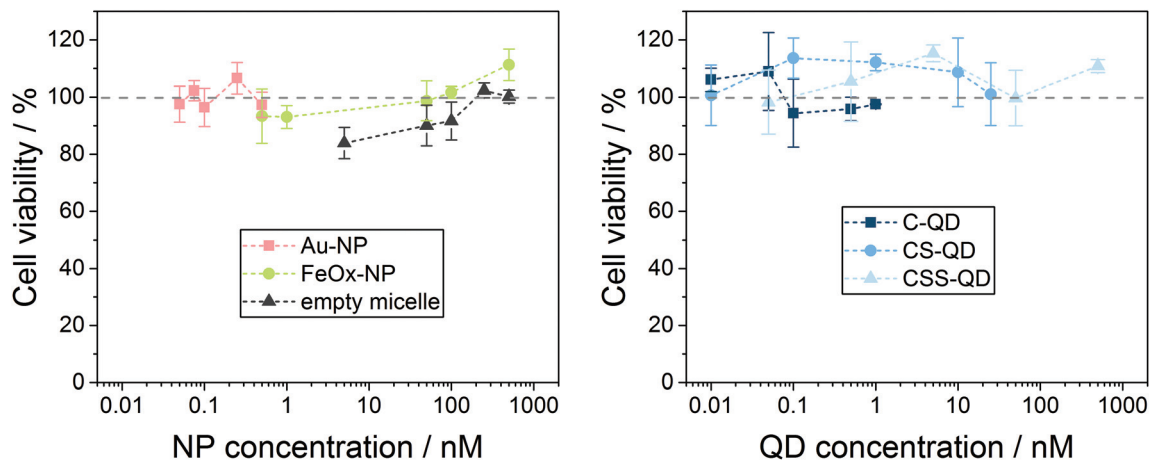 120
100
80
60
40
20
0
Cell viability / %
Au-NP
FeOx-NP
empty micelle
0.01 0.1 1 10 100 1000
NP concentration / nM
120
100
80
60
40
20
0
Cell viability / %
C-QD
CS-QD
CSS-QD
0.01 0.1 1 10 100 1000
QD concentration / nM